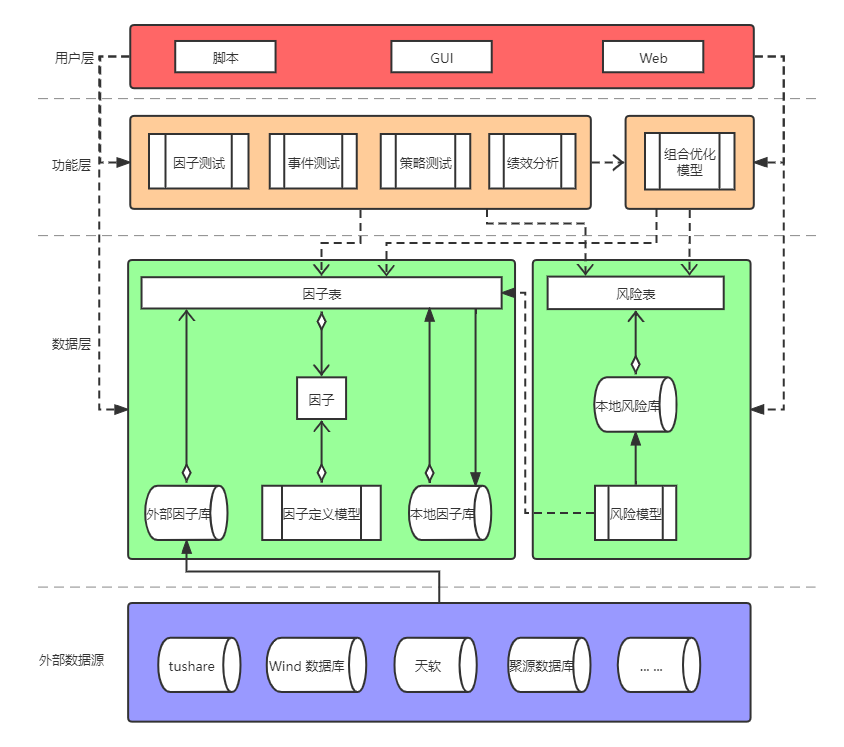 用户层
脚本
GUI
Web
功能层
因子测试
事件测试
策略测试
绩效分析
组合优化
模型
数据层
因子表
风险表
因子
本地风险库
外部因子库
因子定义模型
本地因子库
风险模型
外部数据源
tushare
Wind 数据库
天软
聚源数据库
... ...